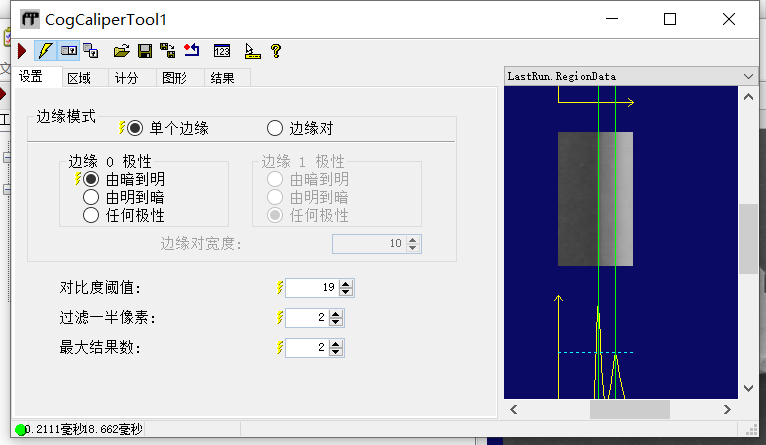 CogCaliperTool1
设置 区域 计分 图形 结果
LastRun.RegionData
边缘模式
单个边缘 边缘对
边缘 0 极性 边缘 1 极性
由暗到明 由暗到明
由明到暗 由明到暗
任何极性 任何极性
边缘对宽度: 10
对比度阈值: 19
过滤一半像素: 2
最大结果数: 2
0.2111毫秒18.662毫秒